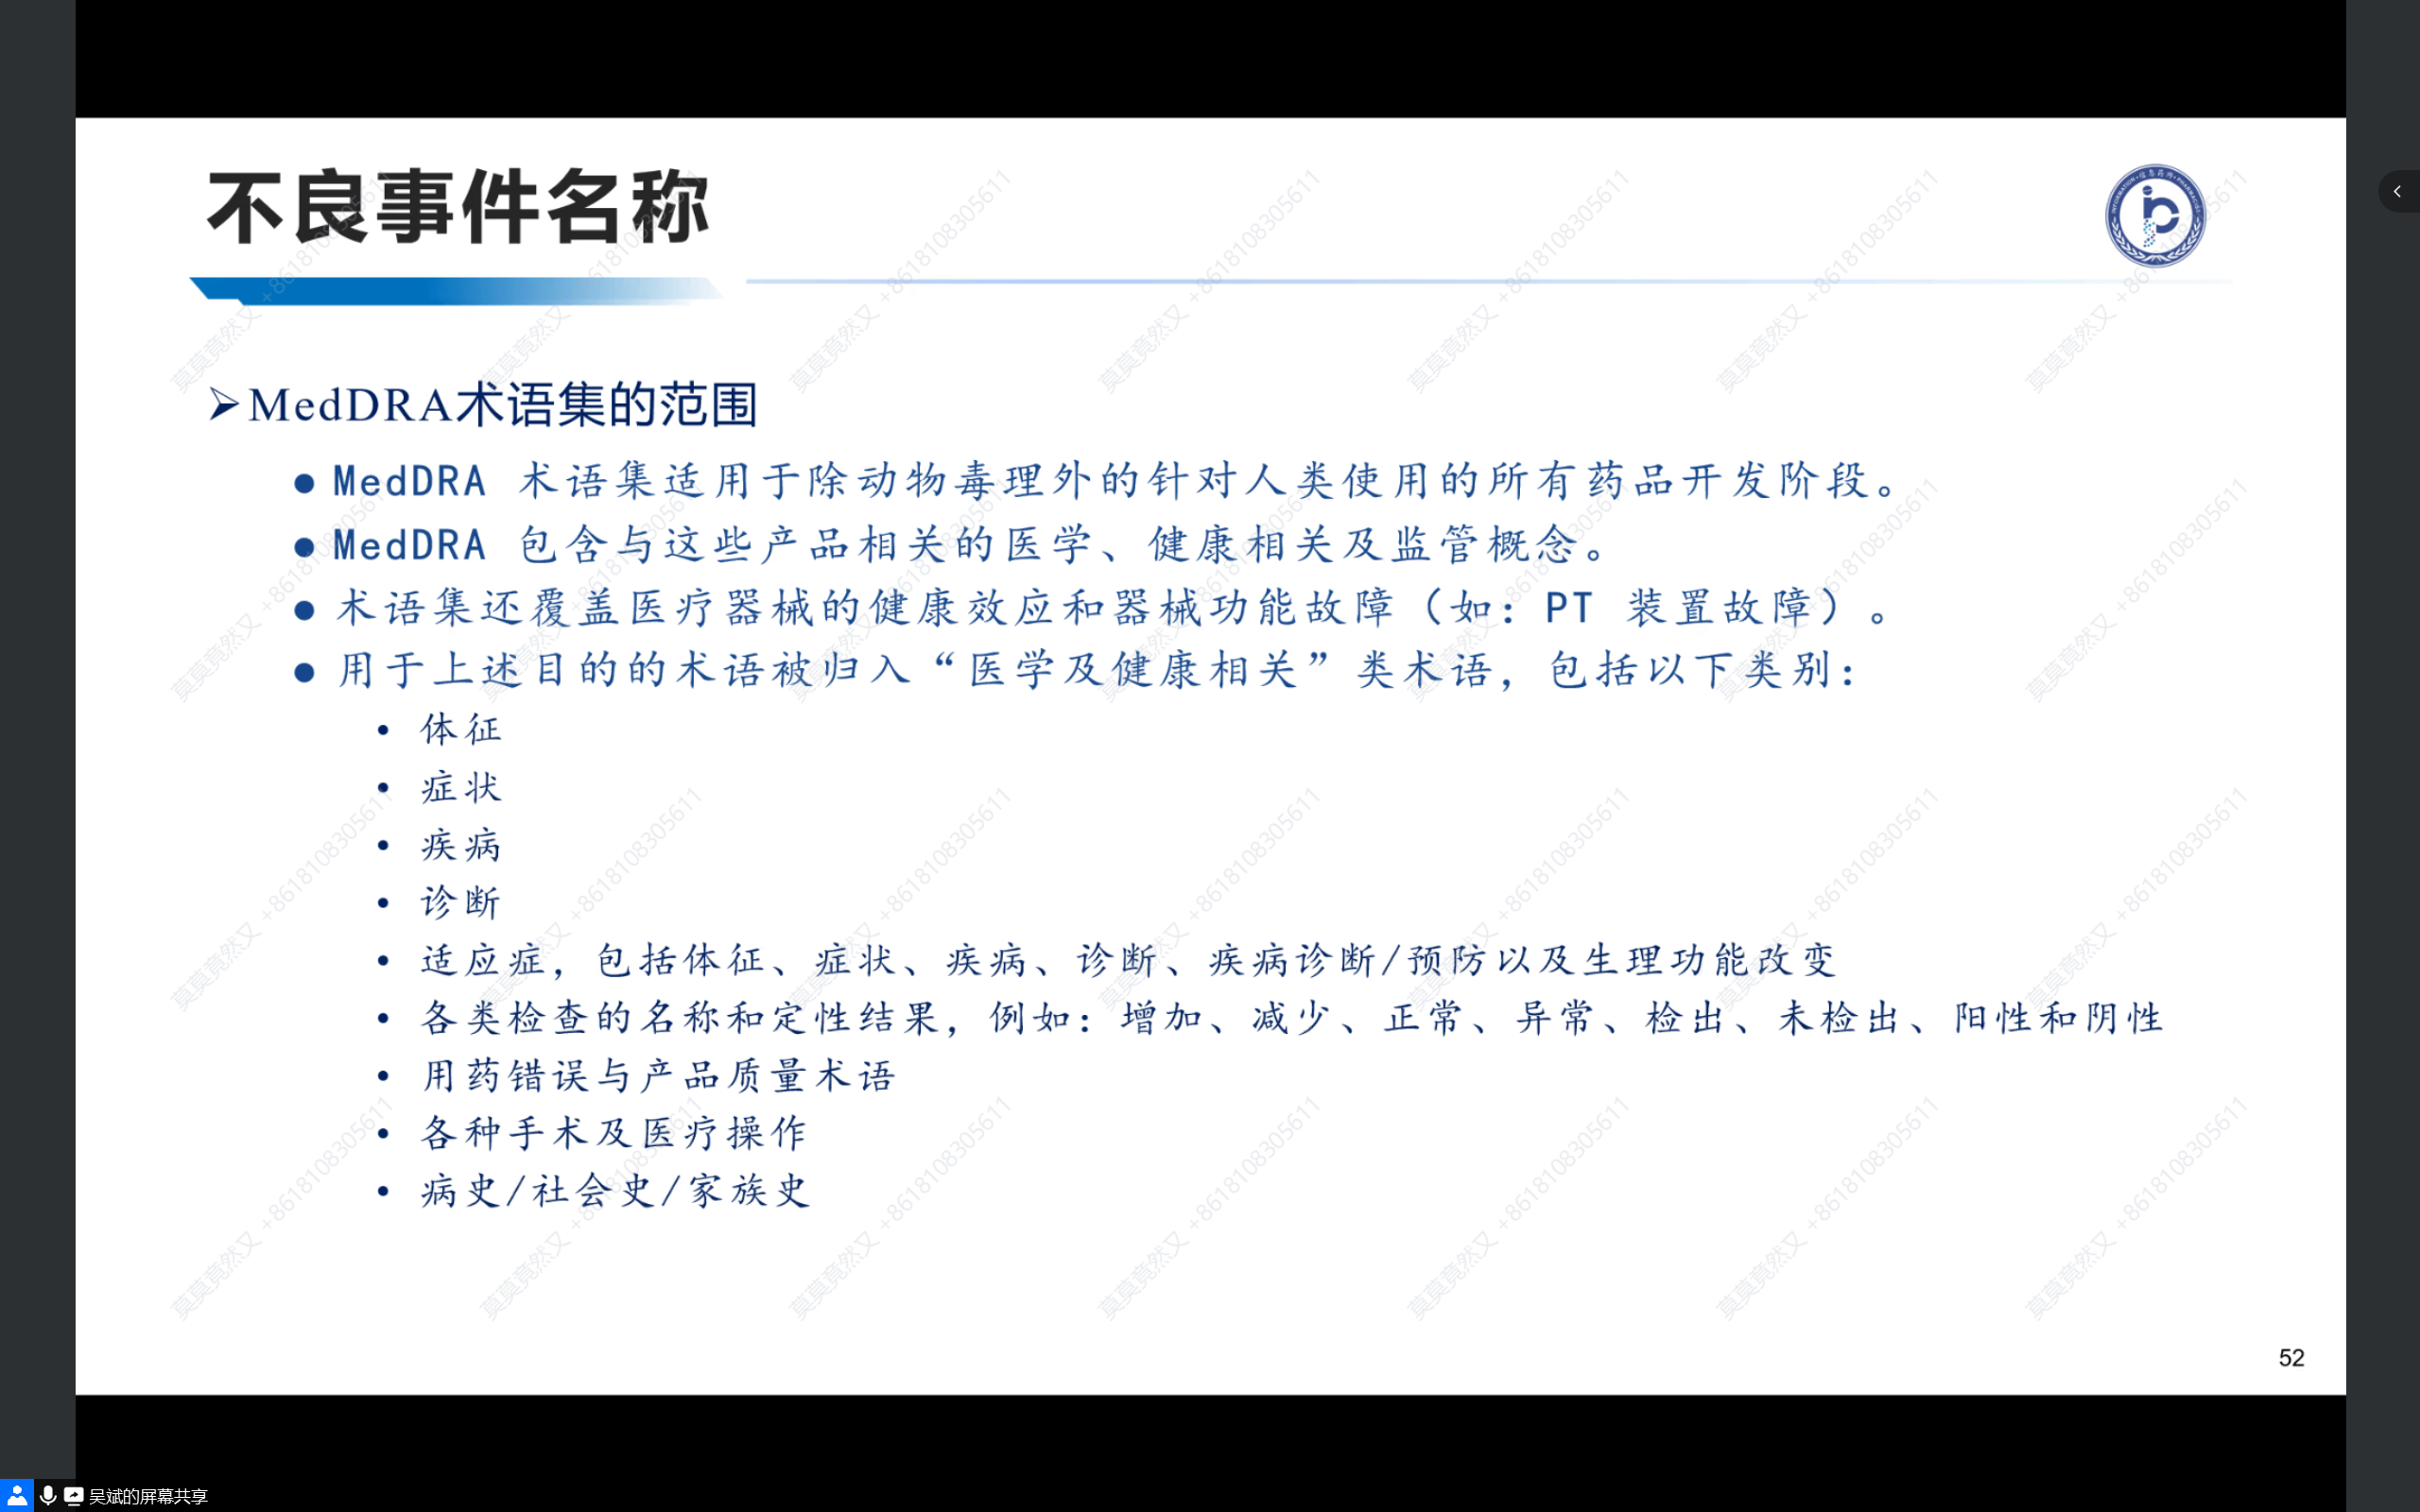 不良事件名称
➢MedDRA术语集的范围
● MedDRA 术语集适用于除动物毒理外的针对人类使用的所有药品开发阶段。
● MedDRA 包含与这些产品相关的医学、健康相关及监管概念。
● 术语集还覆盖医疗器械的健康效应和器械功能故障（如：PT 装置故障）。
● 用于上述目的的术语被归入“医学及健康相关”类术语，包括以下类别：
• 体征
• 症状
• 疾病
• 诊断
• 适应症，包括体征、症状、疾病、诊断、疾病诊断/预防以及生理功能改变
• 各类检查的名称和定性结果，例如：增加、减少、正常、异常、检出、未检出、阳性和阴性
• 用药错误与产品质量术语
• 各种手术及医疗操作
• 病史/社会史/家族史
52
莫莫竟然又 +8618108305611
吴斌的屏幕共享